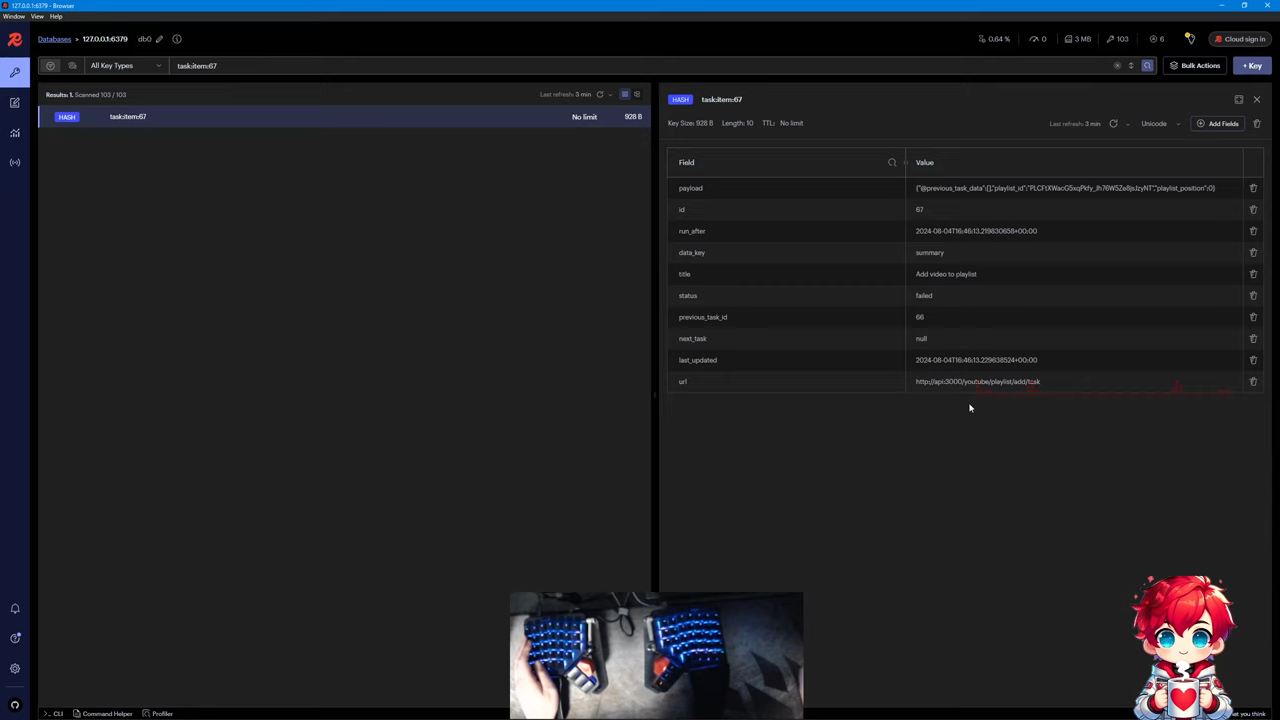 127.0.0.1:6379 - Browser
Window View Help
Databases > 127.0.0.1:6379 db0
0.64 % 0 3 MB 103 6 Cloud sign in
All Key Types task:item:67 Bulk Actions + Key
Results: 1. Scanned 103 / 103 Last refresh: 3 min
HASH task:item:67 No limit 928 B
HASH task:item:67
Key Size: 928 B Length: 10 TTL: No limit Last refresh: 3 min Unicode Add Fields
Field Value
payload {"@previous_task_data":[],"playlist_id":
id 67
run_after 2024-08-04T16:46:13.219830658+00:00
data_key summary
title Add video to playlist
status failed
previous_task_id 66
next_task null
last_updated 2024-08-04T16:46:13.229638524+00:00
url http://api:3000/youtube/playlist/add/task
>_ CLI Command Helper Profiler
at you think